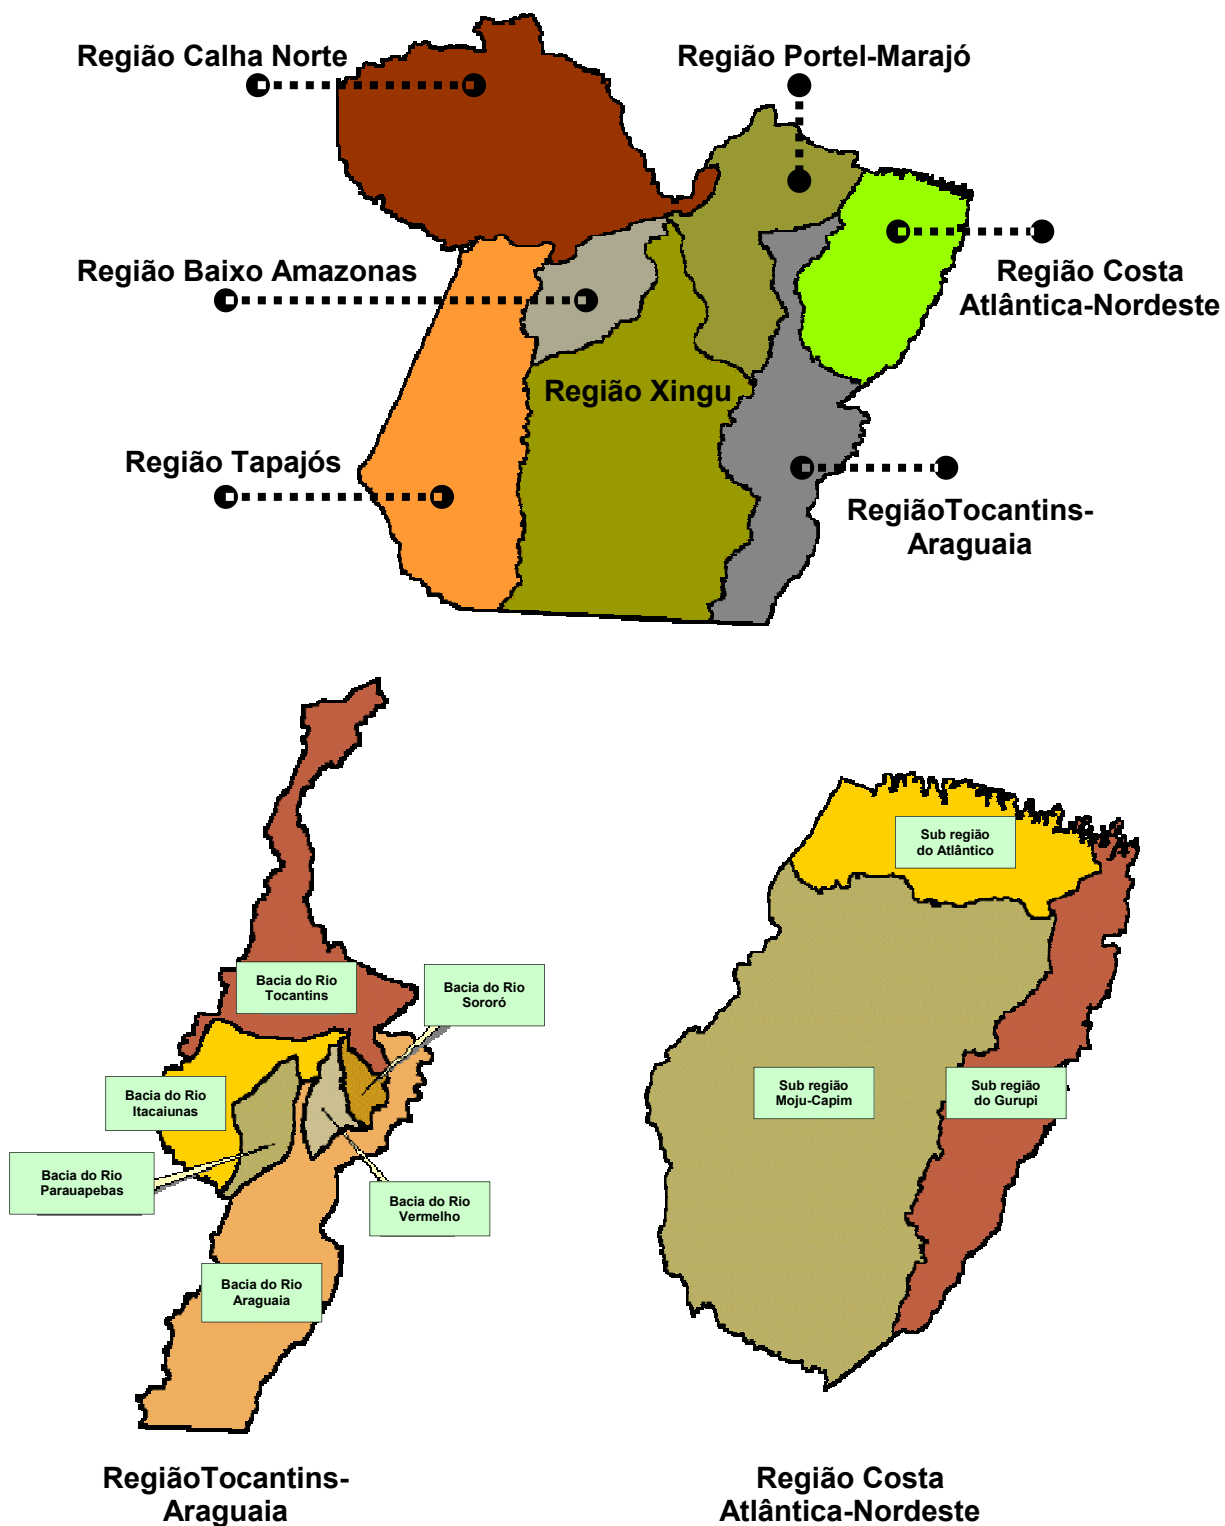 Região Calha Norte
Região Portel-Marajó
Região Baixo Amazonas
Região Costa
Atlântica-Nordeste
Região Xingu
Região Tapajós
RegiãoTocantins-
Araguaia
Sub região
do Atlântico
Bacia do Rio
Tocantins
Bacia do Rio
Sororó
Bacia do Rio
Itacaiunas
Sub região
Moju-Capim
Sub região
do Gurupi
Bacia do Rio
Parauapebas
Bacia do Rio
Vermelho
Bacia do Rio
Araguaia
RegiãoTocantins-
Araguaia
Região Costa
Atlântica-Nordeste